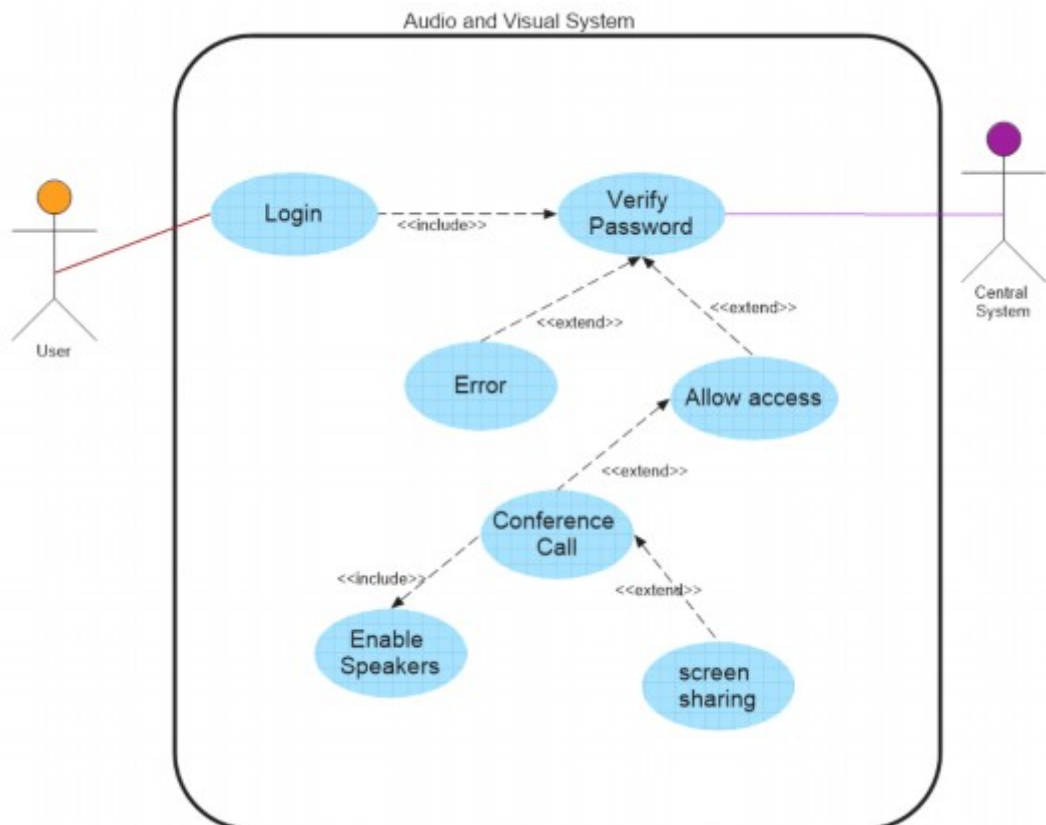 Audio and Visual System
Login
<<include>>
Verify
Password
Central
System
User
<<extend>>
<<extend>>
Error
Allow access
<<extend>>
Conference
Call
<<include>>
<<extend>>
Enable
Speakers
screen
sharing